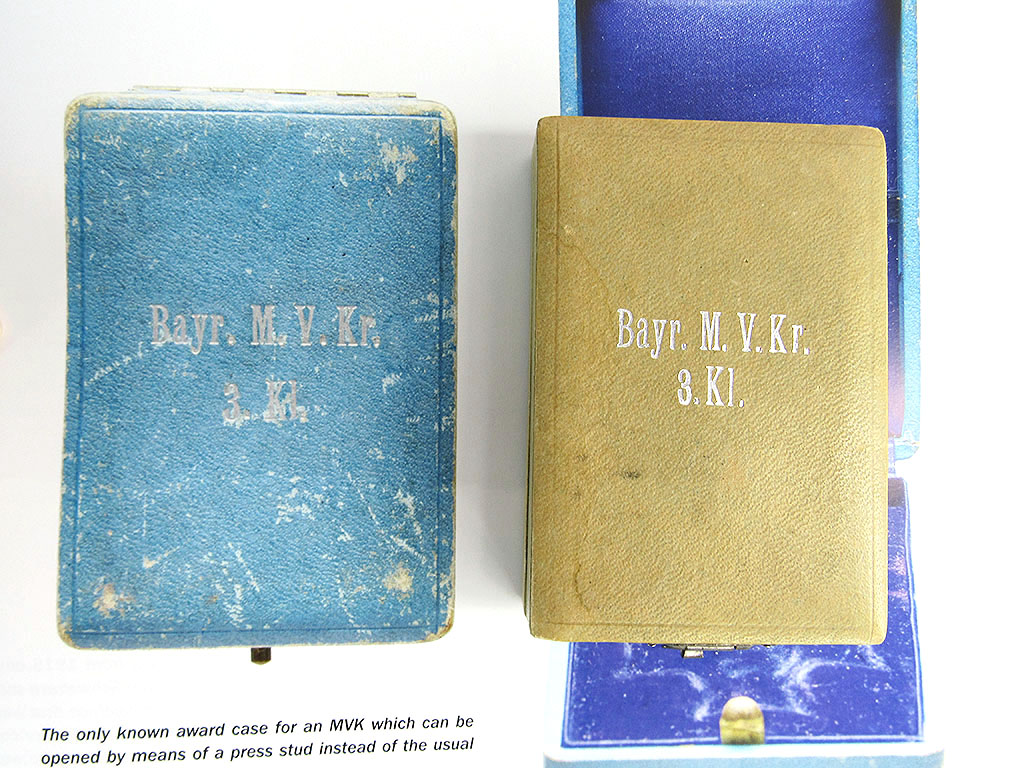 Bayr. M. V. Kr.
3. Kl.
Bayr. M. V. Kr.
3. Kl.
The only known award case for an MVK which can be
opened by means of a press stud instead of the usual